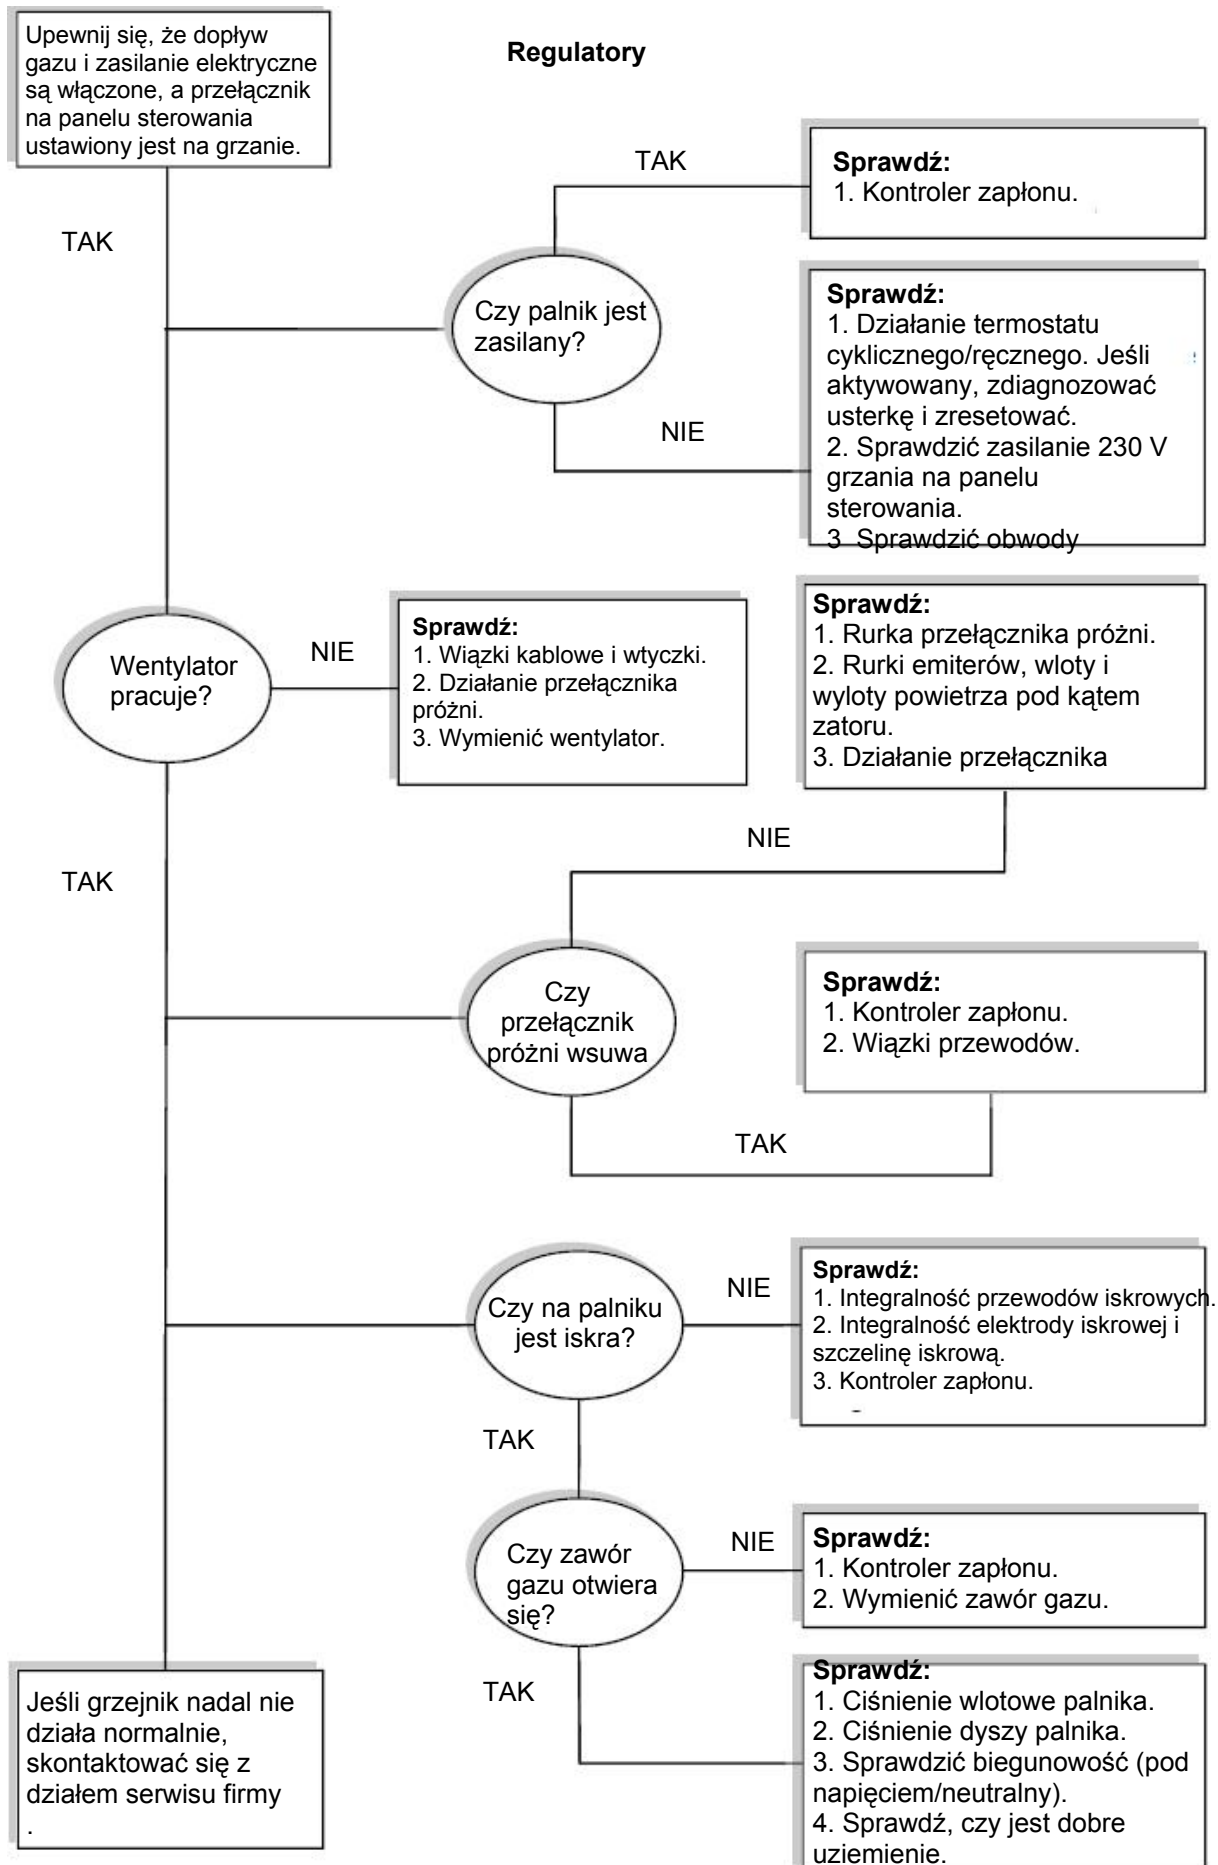 Upewnij się, że dopływ
gazu i zasilanie elektryczne
są włączone, a przełącznik
na panelu sterowania
ustawiony jest na grzanie.
Regulatory
TAK
Sprawdź:
1. Kontroler zapłonu.
TAK
Czy palnik jest
zasilany?
Sprawdź:
1. Działanie termostatu
cyklicznego/ręcznego. Jeśli
aktywowany, zdiagnozować
usterkę i zresetować.
2. Sprawdzić zasilanie 230 V
grzania na panelu
sterowania.
3 Sprawdzić obwody
NIE
Wentylator
pracuje?
NIE
Sprawdź:
1. Wiązki kablowe i wtyczki.
2. Działanie przełącznika
próżni.
3. Wymienić wentylator.
Sprawdź:
1. Rurka przełącznika próżni.
2. Rurki emiterów, wloty i
wyloty powietrza pod kątem
zatoru.
3. Działanie przełącznika
NIE
TAK
Czy
przełącznik
próżni wsuwa
Sprawdź:
1. Kontroler zapłonu.
2. Wiązki przewodów.
TAK
Czy na palniku
jest iskra?
NIE
Sprawdź:
1. Integralność przewodów iskrowych.
2. Integralność elektrody iskrowej i
szczelinę iskrową.
3. Kontroler zapłonu.
TAK
Czy zawór
gazu otwiera
się?
NIE
Sprawdź:
1. Kontroler zapłonu.
2. Wymienić zawór gazu.
TAK
Sprawdź:
1. Ciśnienie wlotowe palnika.
2. Ciśnienie dyszy palnika.
3. Sprawdzić biegunowość (pod
napięciem/neutralny).
4. Sprawdź, czy jest dobre
uziemienie.
Jeśli grzejnik nadal nie
działa normalnie,
skontaktować się z
działem serwisu firmy
.